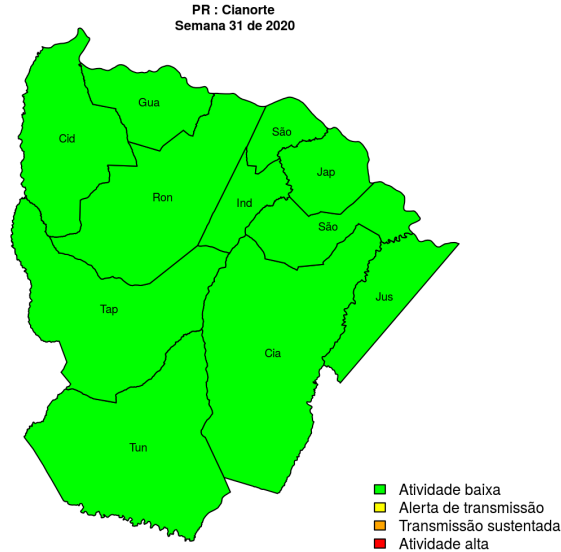 PR : Cianorte
Semana 31 de 2020
Gua
São
Cid
Jap
Ron
Ind
São
Jus
Tap
Cia
Tun
Atividade baixa
Alerta de transmissão
Transmissão sustentada
Atividade alta